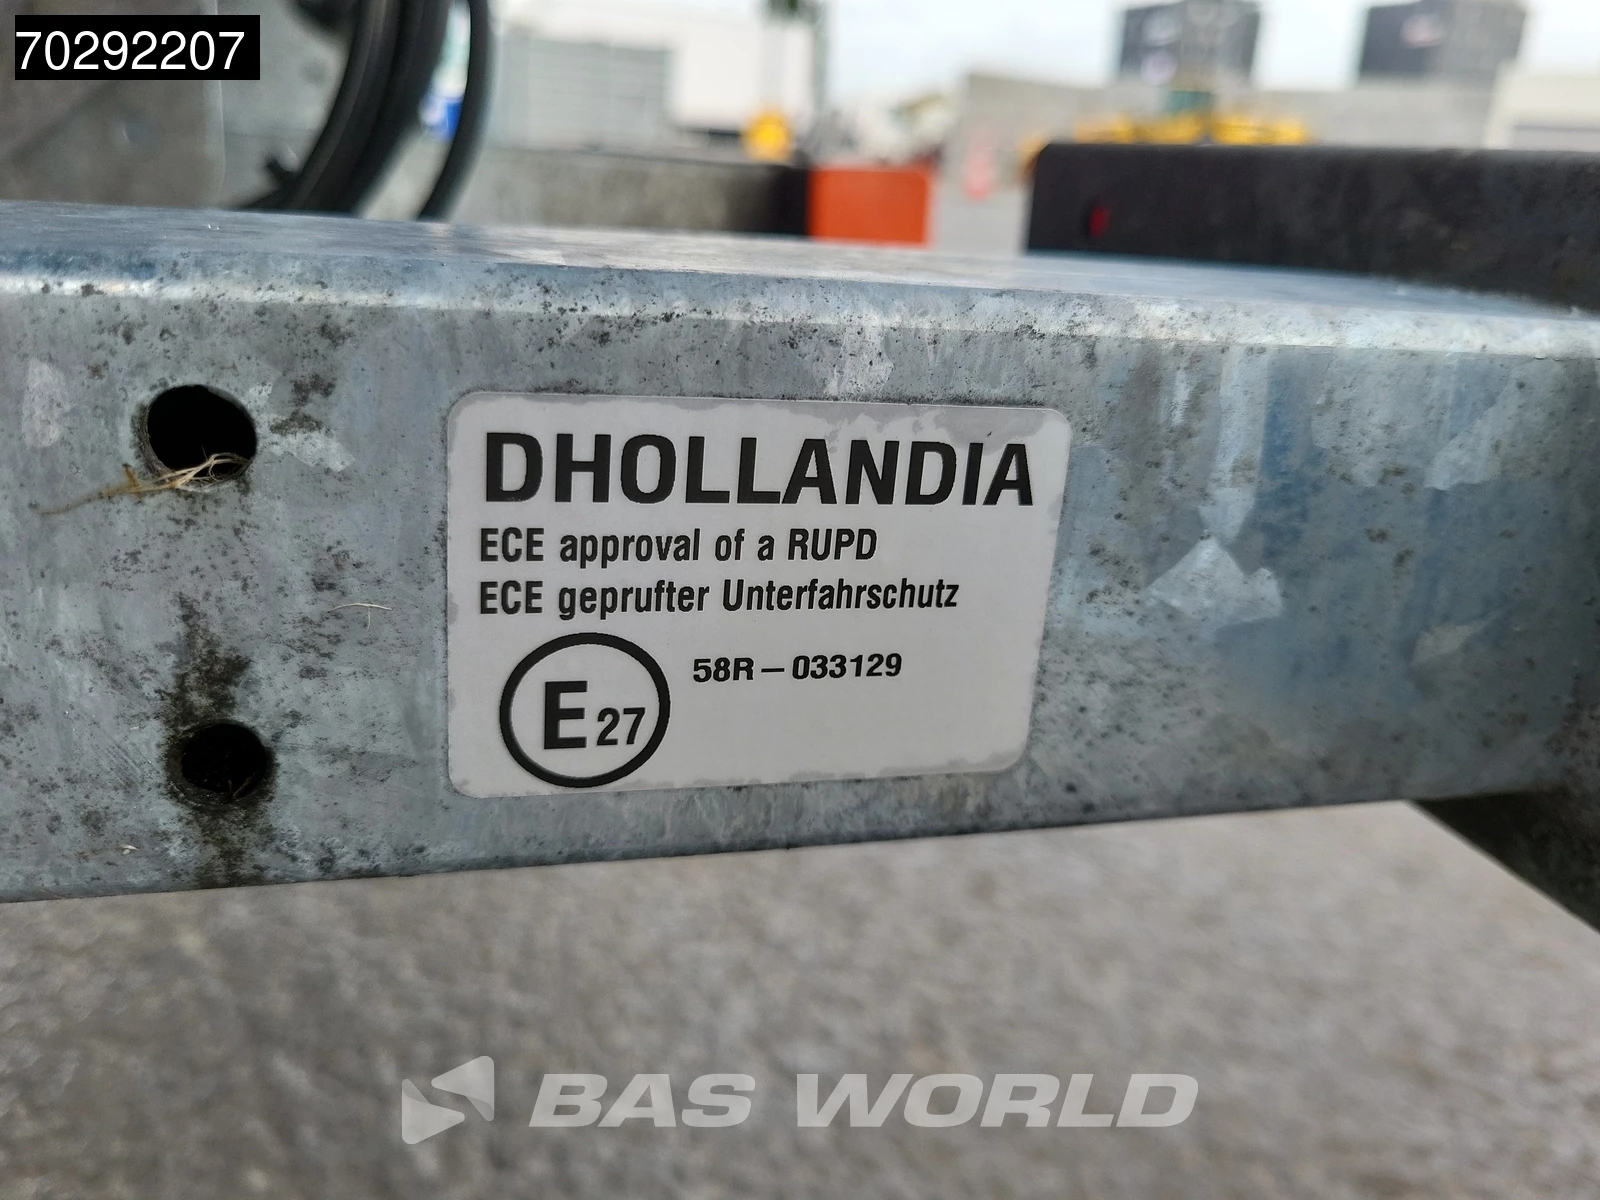 70292207
DHOLLANDIA
ECE approval of a RUPD
ECE geprufter Unterfahrschutz
E27
58R – 033129
BAS WORLD